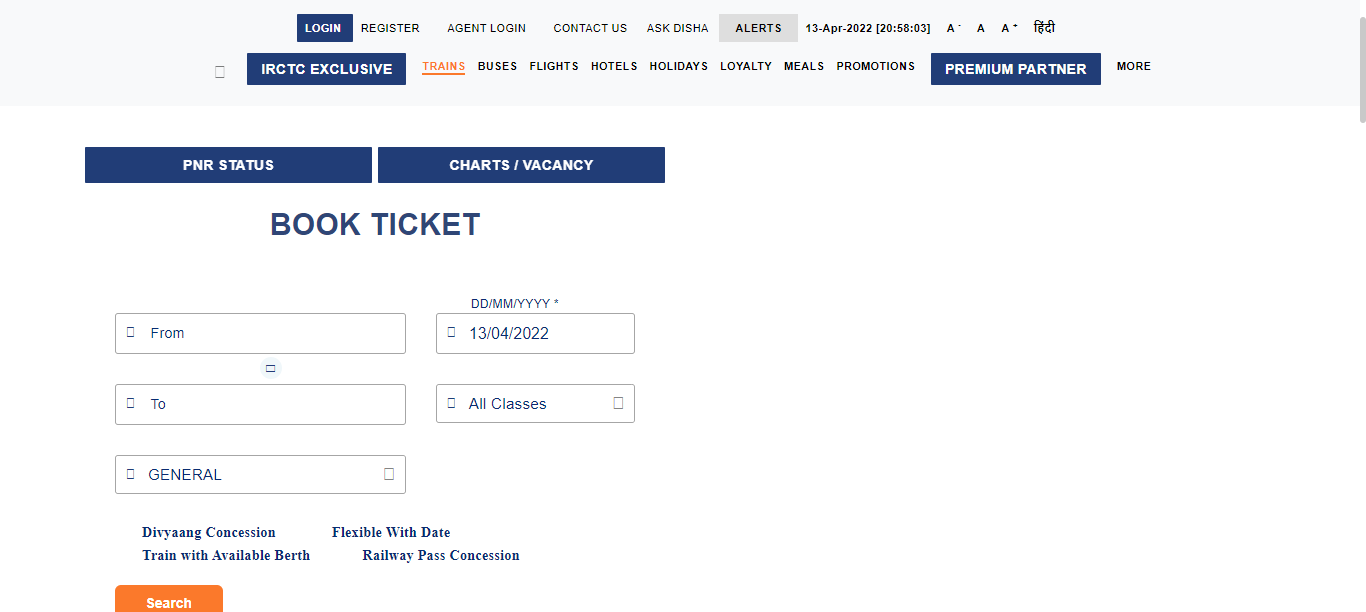 LOGIN REGISTER AGENT LOGIN CONTACT US ASK DISHA ALERTS 13-Apr-2022 [20:58:03] A - A A + हिंदी
IRCTC EXCLUSIVE TRAINS BUSES FLIGHTS HOTELS HOLIDAYS LOYALTY MEALS PROMOTIONS PREMIUM PARTNER MORE
PNR STATUS CHARTS / VACANCY
BOOK TICKET
DD/MM/YYYY *
From 13/04/2022
To All Classes
GENERAL
Divyaang Concession Flexible With Date
Train with Available Berth Railway Pass Concession
Search